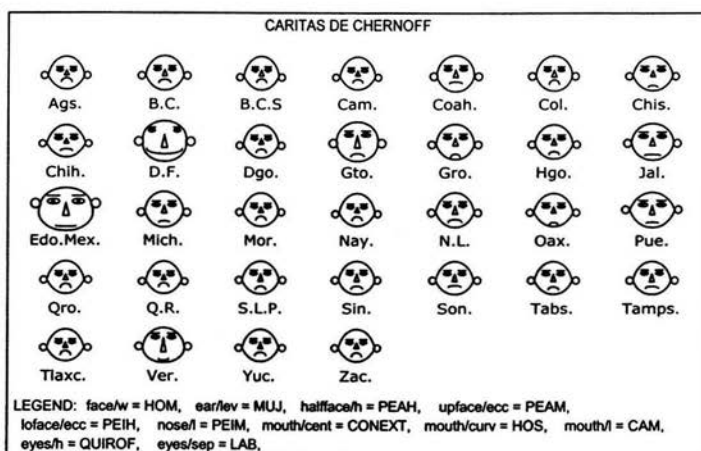 CARITAS DE CHERNOFF
Ags. B.C. B.C.S Cam. Coah. Col. Chis.
Chih. D.F. Dgo. Gto. Gro. Hgo. Jal.
Edo.Mex. Mich. Mor. Nay. N.L. Oax. Pue.
Qro. Q.R. S.L.P. Sin. Son. Tabs. Tamps.
Tlaxc. Ver. Yuc. Zac.
LEGEND: face/w = HOM, ear/lev = MUJ, halfface/h = PEAH, upface/ecc = PEAM,
loface/ecc = PEIH, nose/l = PEIM, mouth/cent = CONEXT, mouth/curv = HOS, mouth/l = CAM,
eyes/h = QUIROF, eyes/sep = LAB,